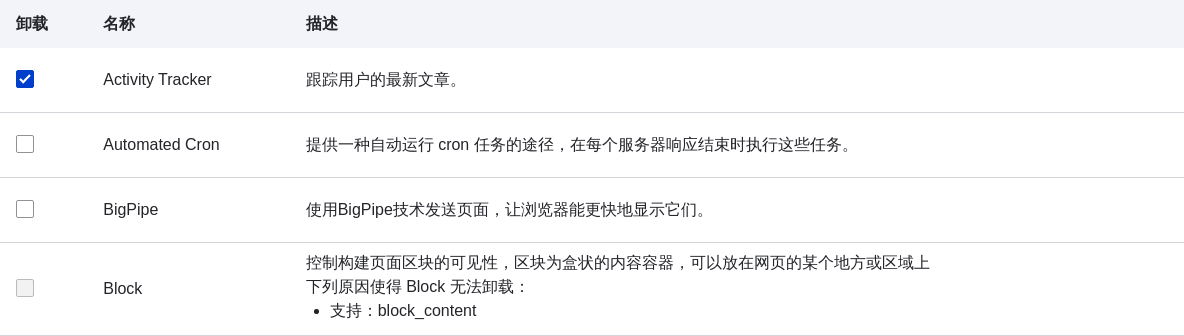 卸载 名称 描述
Activity Tracker 跟踪用户的最新文章。
Automated Cron 提供一种自动运行 cron 任务的途径，在每个服务器响应结束时执行这些任务。
BigPipe 使用BigPipe技术发送页面，让浏览器能更快地显示它们。
控制构建页面区块的可见性，区块为盒状的内容容器，可以放在网页的某个地方或区域上
Block 下列原因使得 Block 无法卸载：
• 支持：block_content